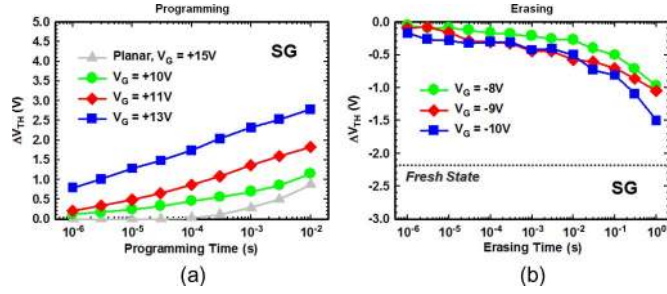 Programming
5.0
4.5
4.0
3.5
3.0
2.5
2.0
1.5
1.0
0.5
0.0
ΔV_TH (V)
Planar, V_G = +15V
V_G = +10V
V_G = +11V
V_G = +13V
SG
10^-6 10^-5 10^-4 10^-3 10^-2
Programming Time (s)
(a)
Erasing
-0.0
-0.5
-1.0
-1.5
-2.0
-2.5
-3.0
ΔV_TH (V)
V_G = -8V
V_G = -9V
V_G = -10V
Fresh State
SG
10^-6 10^-5 10^-4 10^-3 10^-2 10^-1 10^0
Erasing Time (s)
(b)